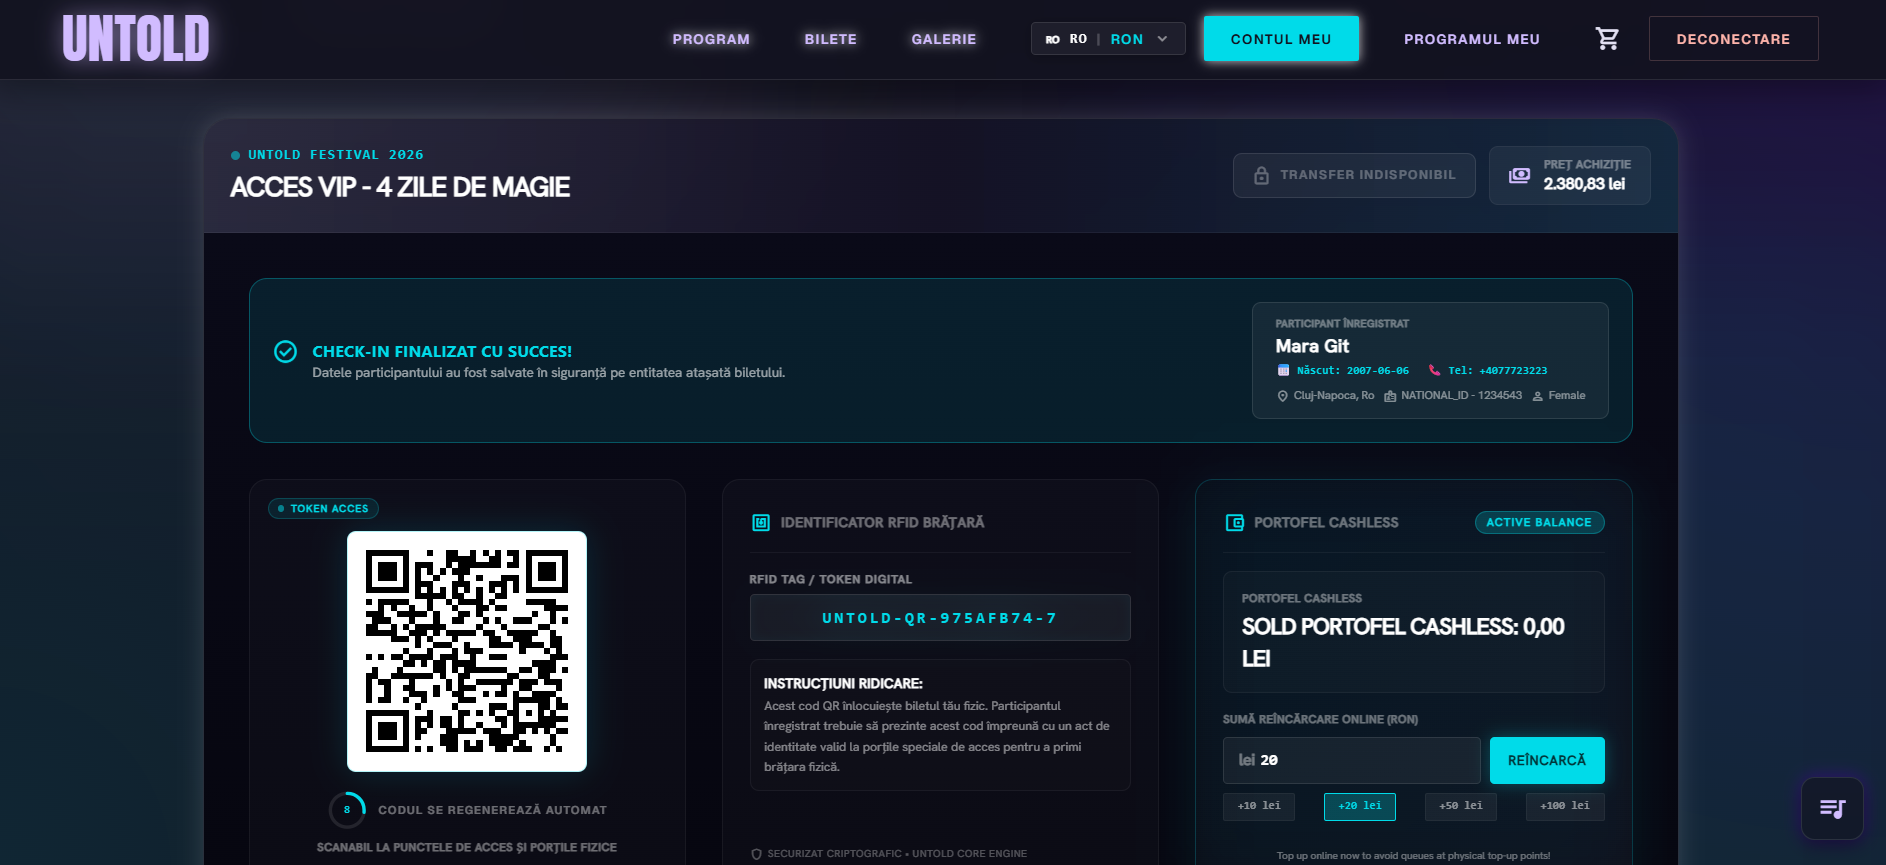 UNTOLD
PROGRAM
BILETE
GALERIE
RO RO | RON
CONTUL MEU
PROGRAMUL MEU
DECONECTARE
UNTOLD FESTIVAL 2026
ACCES VIP - 4 ZILE DE MAGIE
TRANSFER INDISPONIBIL
PREȚ ACHIZIȚIE
2.380,83 lei
CHECK-IN FINALIZAT CU SUCCES!
Datele participantului au fost salvate în siguranță pe entitatea atașată biletului.
PARTICIPANT ÎNREGISTRAT
Mara Git
Născut: 2007-06-06 Tel: +4077723223
Cluj-Napoca, Ro NATIONAL_ID - 1234543 Female
TOKEN ACCES
8 CODUL SE REGENEREAZĂ AUTOMAT
SCANABIL LA PUNCTELE DE ACCES ȘI PORȚILE FIZICE
IDENTIFICATOR RFID BRĂȚARĂ
RFID TAG / TOKEN DIGITAL
UNTOLD-QR-975AFB74-7
INSTRUCȚIUNI RIDICARE:
Acest cod QR înlocuiește biletul tău fizic. Participantul
înregistrat trebuie să prezinte acest cod împreună cu un act de
identitate valid la porțile speciale de acces pentru a primi
brățara fizică.
SECURIZAT CRIPTOGRAFIC • UNTOLD CORE ENGINE
PORTOFEL CASHLESS
ACTIVE BALANCE
PORTOFEL CASHLESS
SOLD PORTOFEL CASHLESS: 0,00
LEI
SUMĂ REÎNCĂRCARE ONLINE (RON)
lei 20
REÎNCARCĂ
+10 lei
+20 lei
+50 lei
+100 lei
Top up online now to avoid queues at physical top-up points!